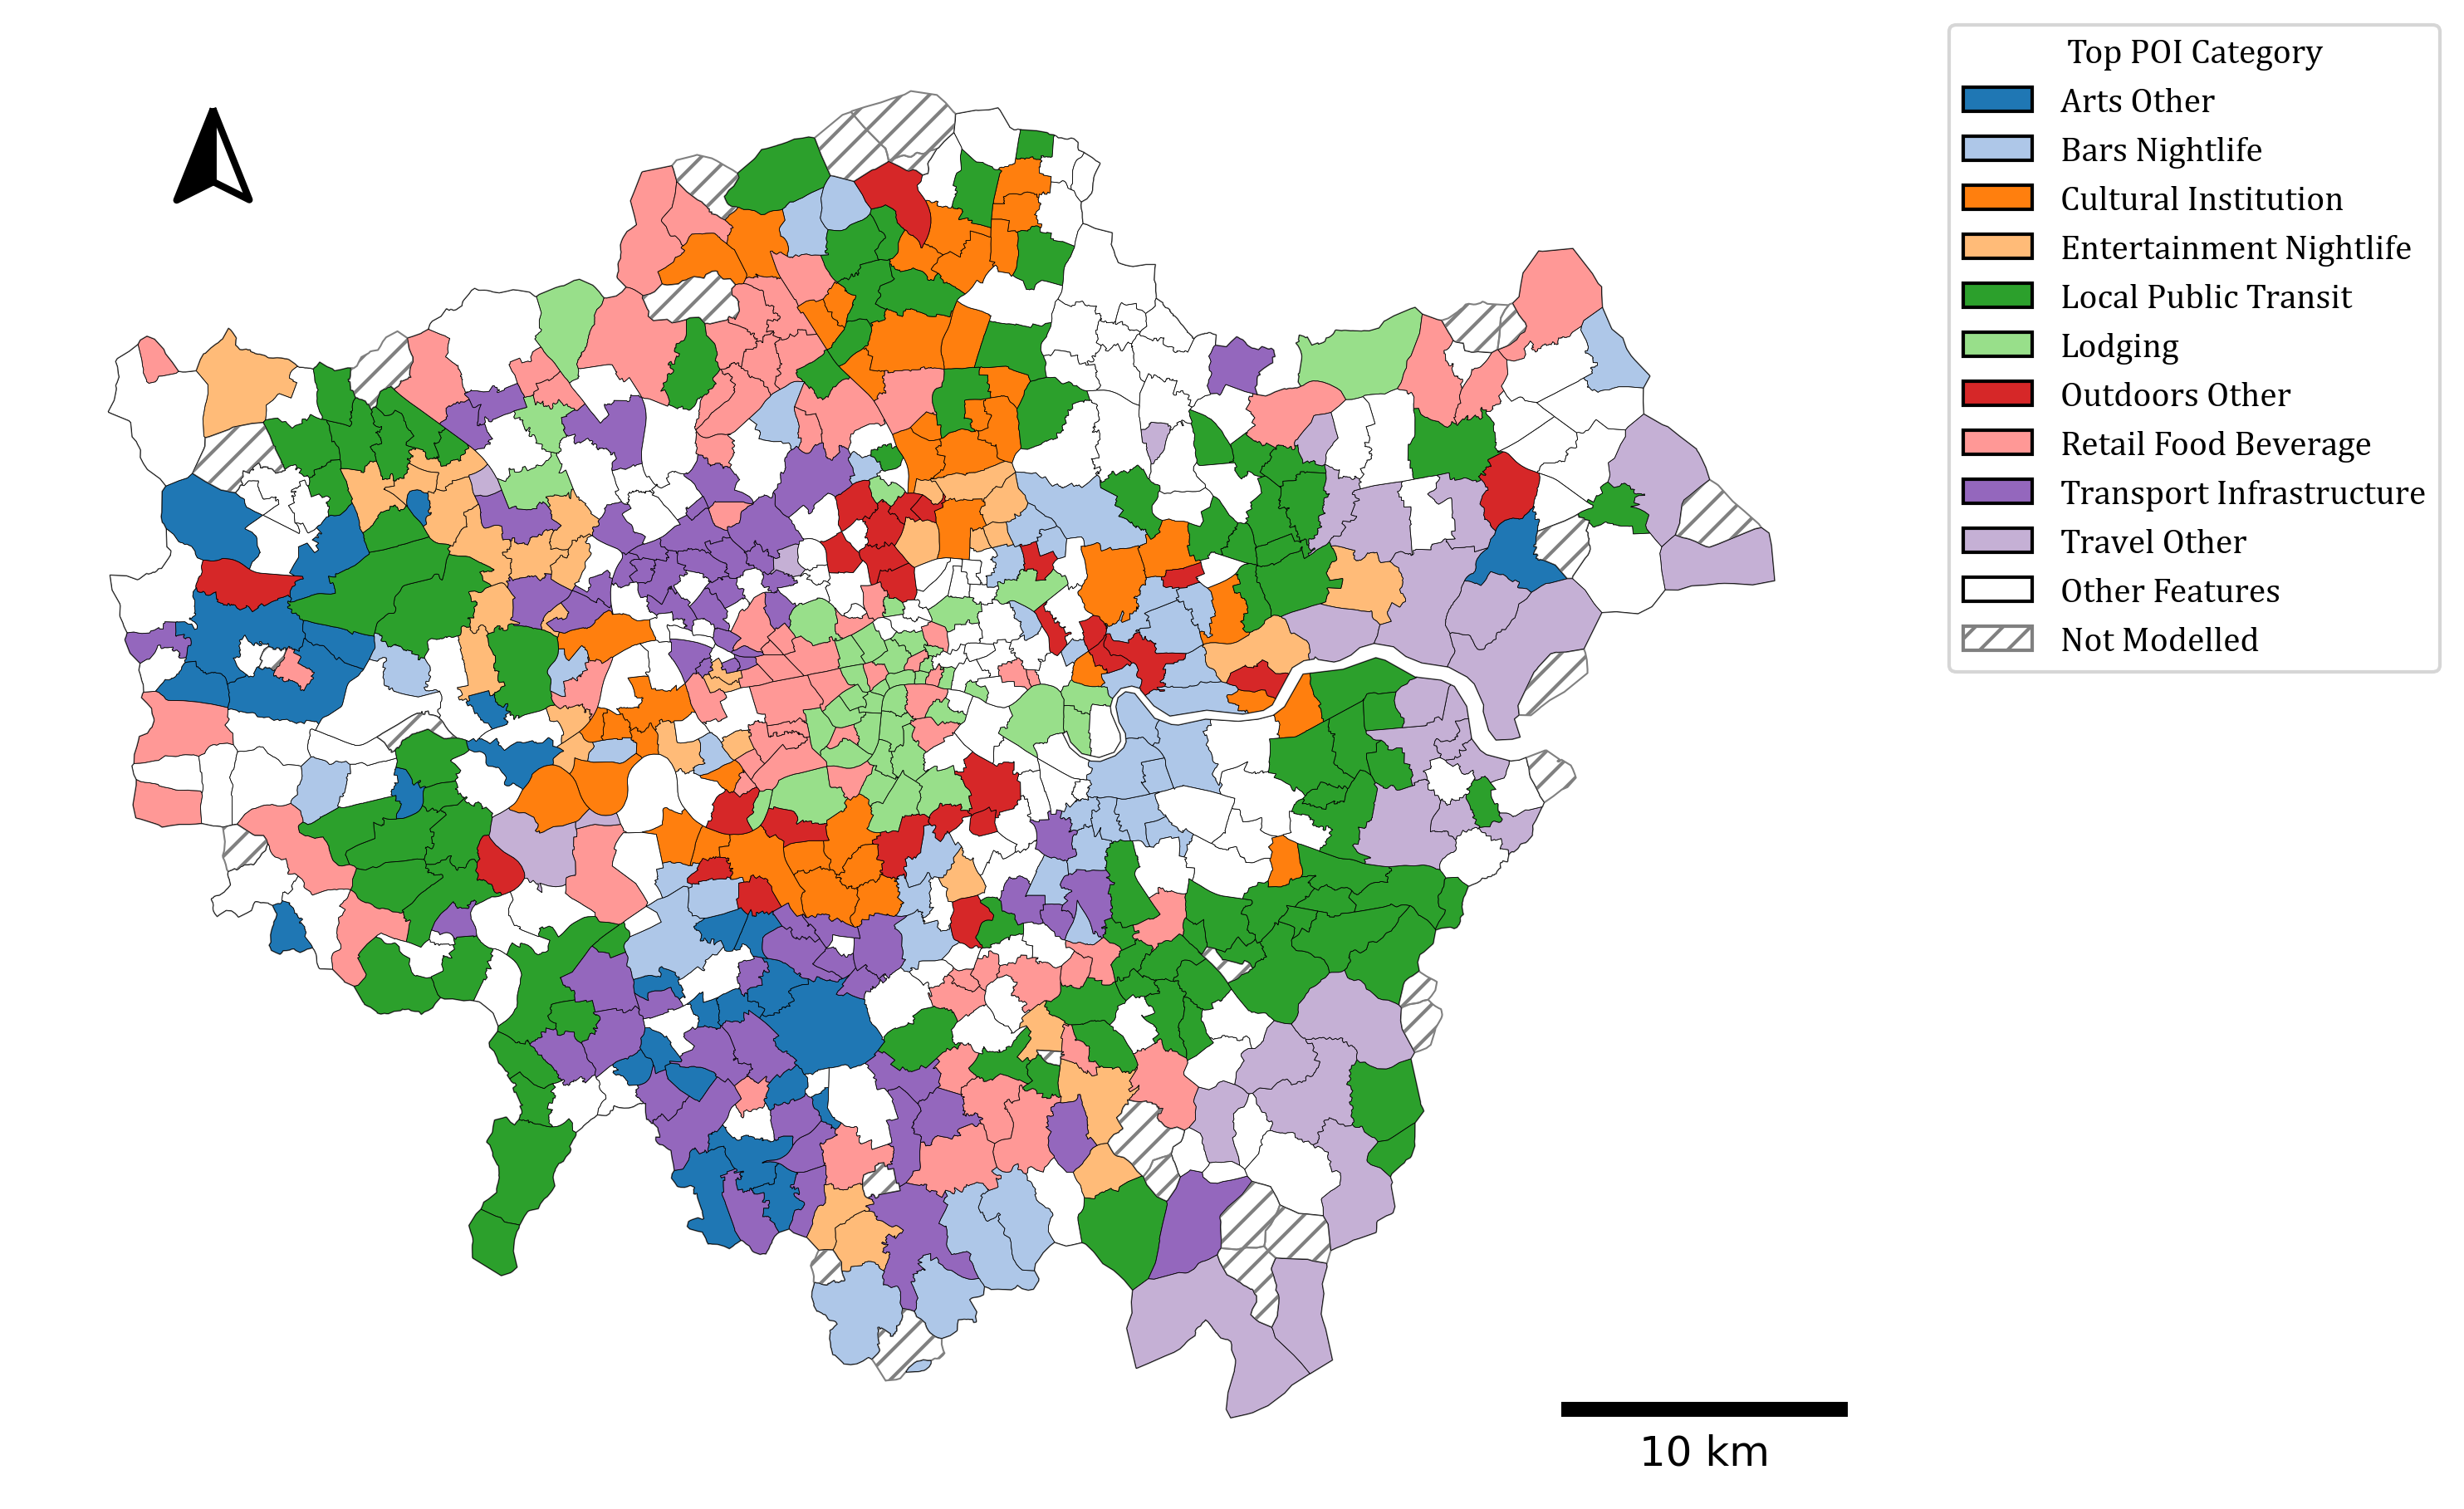 Top POI Category
Arts Other
Bars Nightlife
Cultural Institution
Entertainment Nightlife
Local Public Transit
Lodging
Outdoors Other
Retail Food Beverage
Transport Infrastructure
Travel Other
Other Features
Not Modelled
10 km